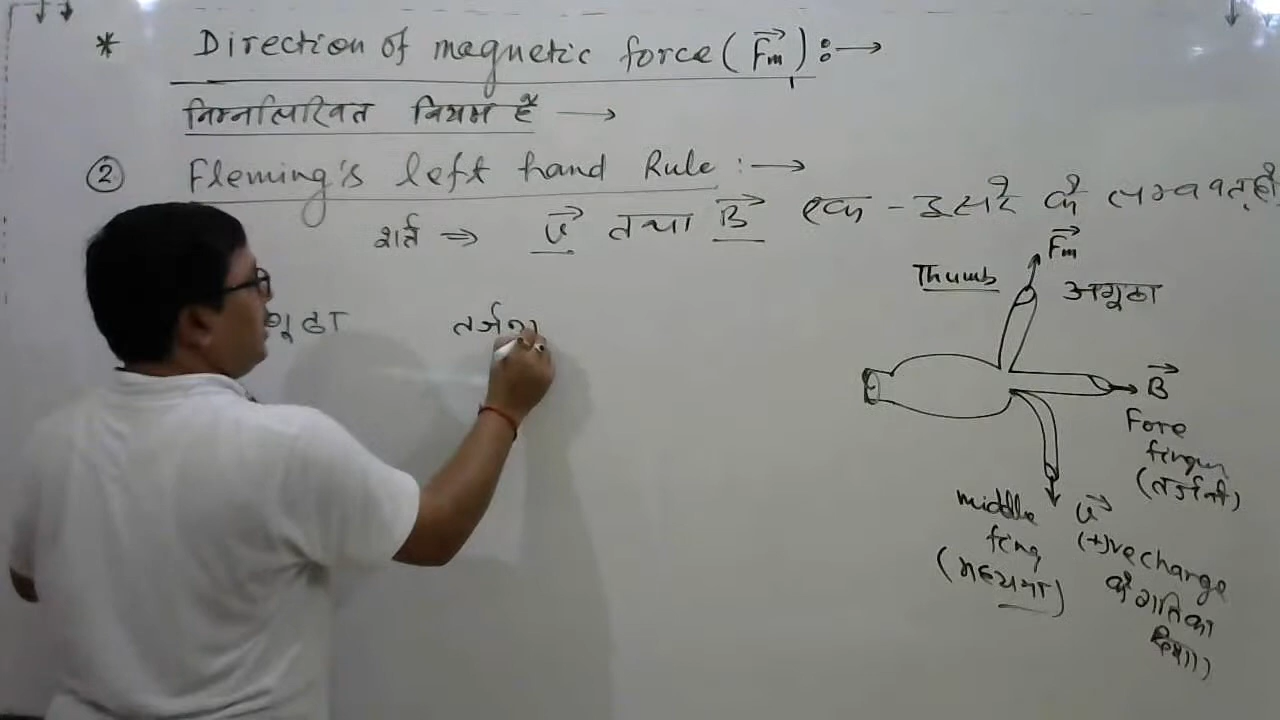 * Direction of magnetic force (F⃗m) :→
निम्नलिखित नियम है →
② Fleming's left hand Rule :→
शर्त ⇒ v⃗ तथा B⃗ एक - दुसरे के लम्बवत् हो
F⃗m
Thumb अगूठा
गूठा तर्जनी
B⃗
Fore
finger
(तर्जनी)
middle
fing
(मध्यमा)
v⃗
(+)ve charge
के गति का
दिशा)